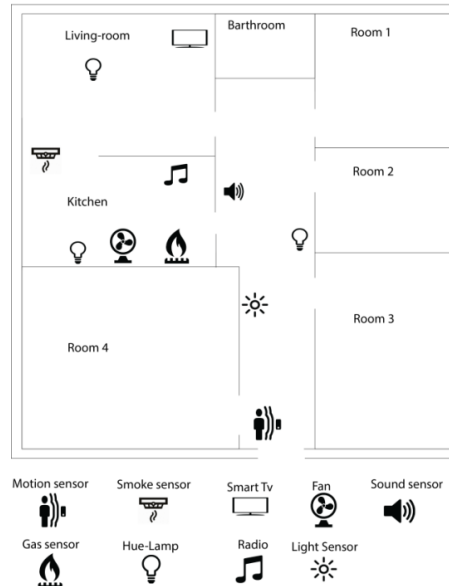 Living-room
Barthroom
Room 1
Room 2
Kitchen
Room 3
Room 4
Motion sensor
Smoke sensor
Smart Tv
Fan
Sound sensor
Gas sensor
Hue-Lamp
Radio
Light Sensor